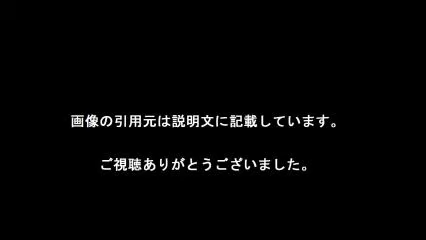 画像の引用元は説明文に記載しています。
ご視聴ありがとうございました。